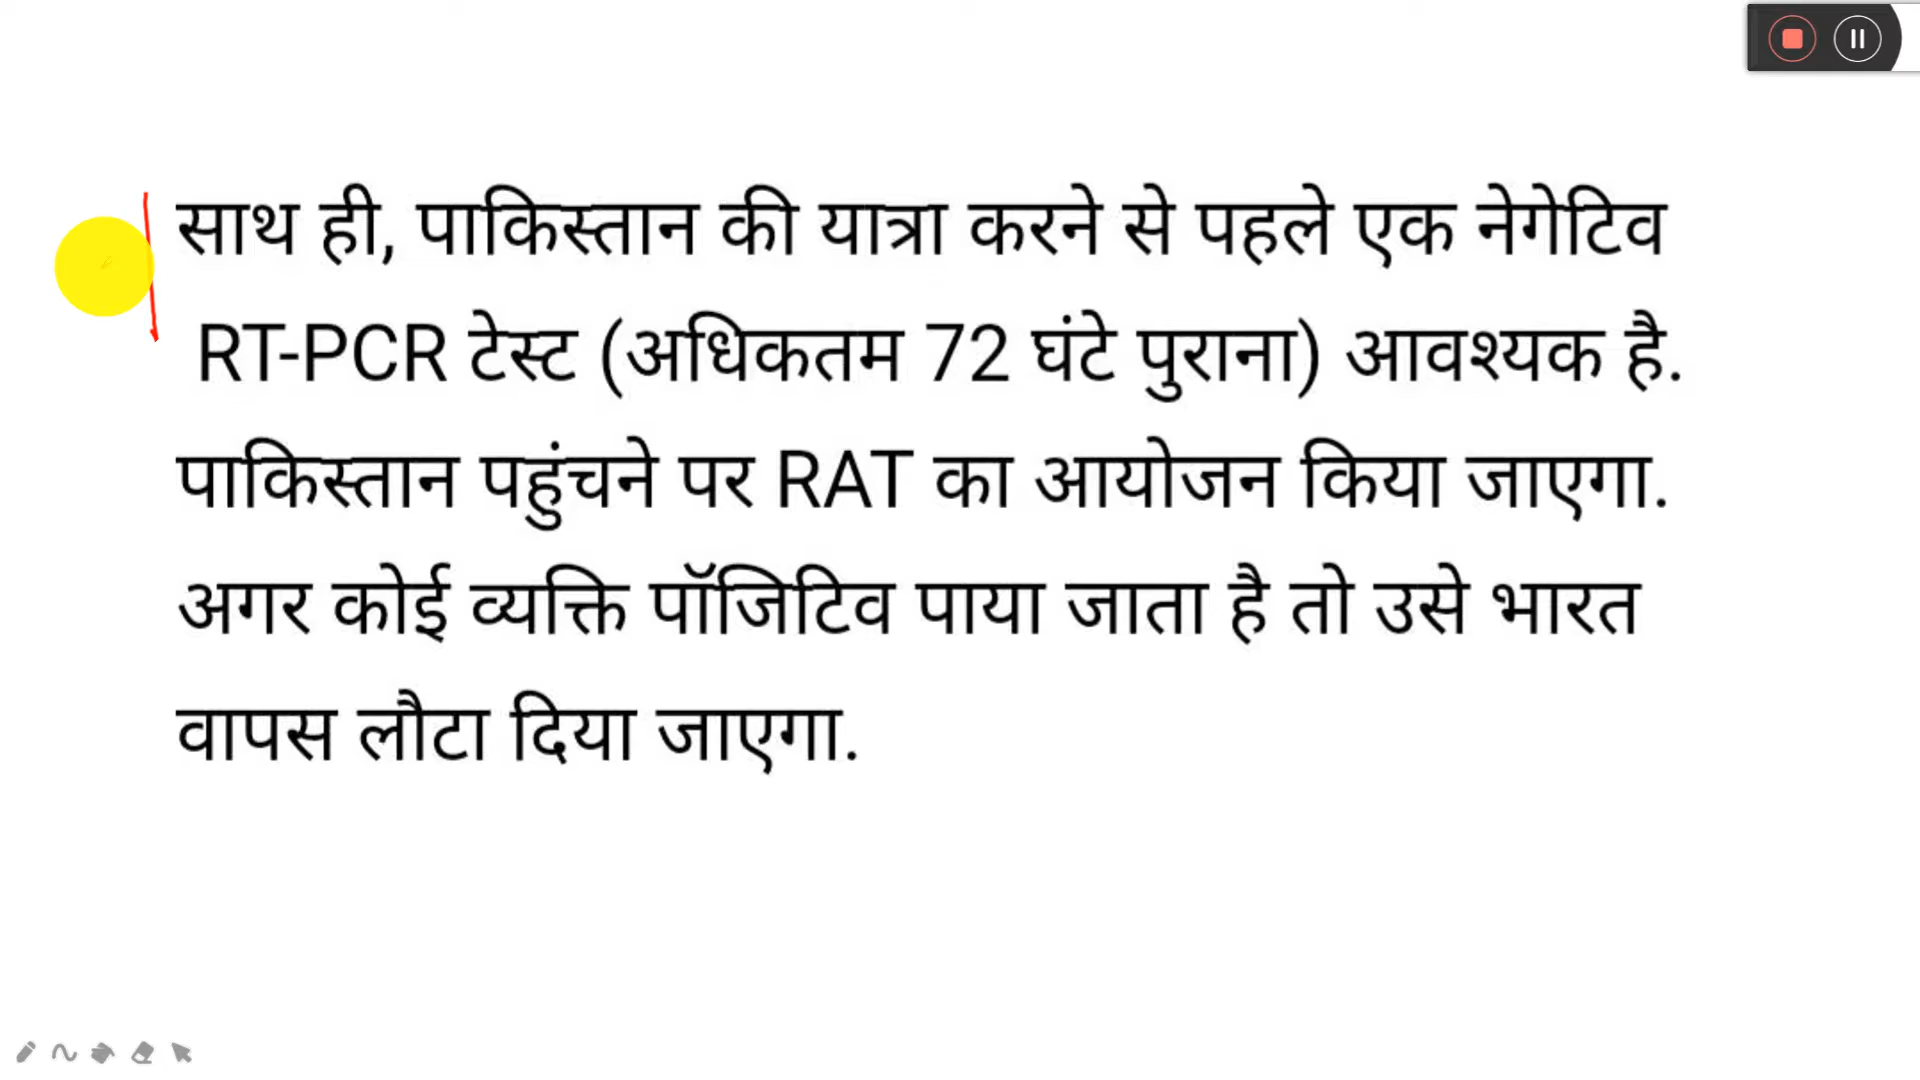 साथ ही, पाकिस्तान की यात्रा करने से पहले एक नेगेटिव
RT-PCR टेस्ट (अधिकतम 72 घंटे पुराना) आवश्यक है.
पाकिस्तान पहुंचने पर RAT का आयोजन किया जाएगा.
अगर कोई व्यक्ति पॉजिटिव पाया जाता है तो उसे भारत
वापस लौटा दिया जाएगा.